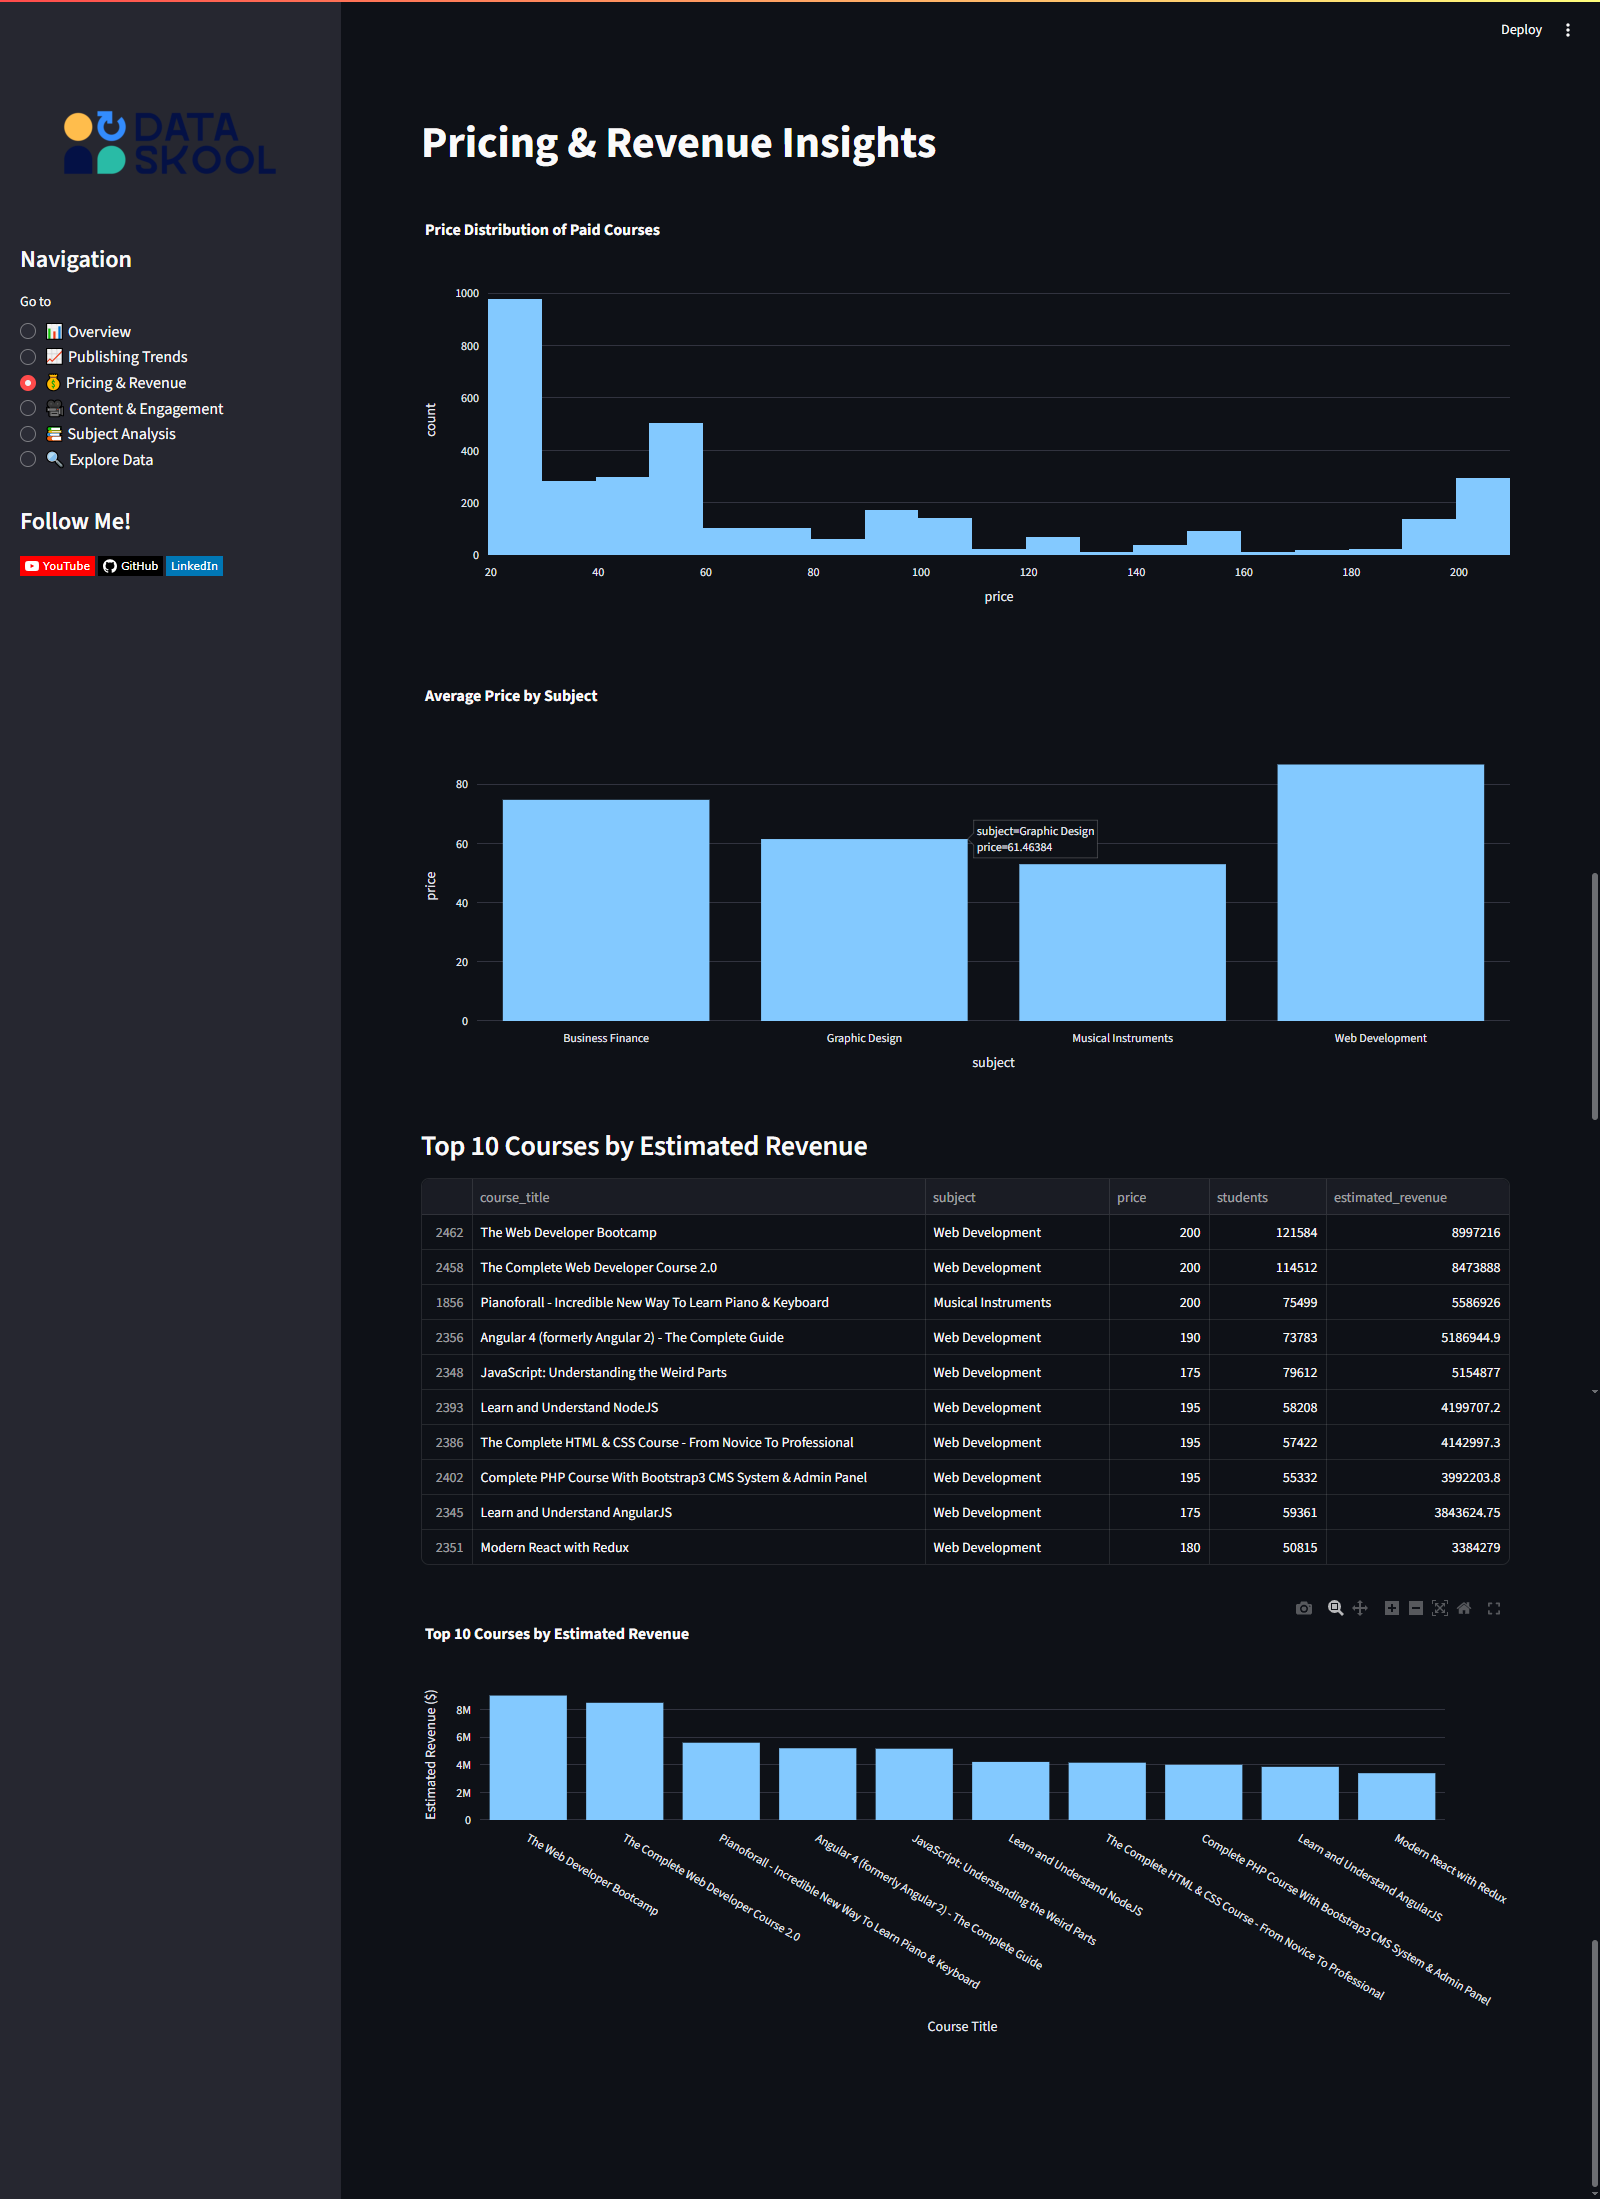 Deploy
DATA
SKOOL
Navigation
Go to
Overview
Publishing Trends
Pricing & Revenue
Content & Engagement
Subject Analysis
Explore Data
Follow Me!
YouTube GitHub LinkedIn
Pricing & Revenue Insights
Price Distribution of Paid Courses
1000
800
600
400
200
0
count
20 40 60 80 100 120 140 160 180 200
price
Average Price by Subject
80
60
40
20
0
price
subject=Graphic Design
price=61.46384
Business Finance Graphic Design Musical Instruments Web Development
subject
Top 10 Courses by Estimated Revenue
course_title subject price students estimated_revenue
2462 The Web Developer Bootcamp Web Development 200 121584 8997216
2458 The Complete Web Developer Course 2.0 Web Development 200 114512 8473888
1856 Pianoforall - Incredible New Way To Learn Piano & Keyboard Musical Instruments 200 75499 5586926
2356 Angular 4 (formerly Angular 2) - The Complete Guide Web Development 190 73783 5186944.9
2348 JavaScript: Understanding the Weird Parts Web Development 175 79612 5154877
2393 Learn and Understand NodeJS Web Development 195 58208 4199707.2
2386 The Complete HTML & CSS Course - From Novice To Professional Web Development 195 57422 4142997.3
2402 Complete PHP Course With Bootstrap3 CMS System & Admin Panel Web Development 195 55332 3992203.8
2345 Learn and Understand AngularJS Web Development 175 59361 3843624.75
2351 Modern React with Redux Web Development 180 50815 3384279
Top 10 Courses by Estimated Revenue
8M
6M
4M
2M
0
Estimated Revenue ($)
The Web Developer Bootcamp
The Complete Web Developer Course 2.0
Pianoforall - Incredible New Way To Learn Piano & Keyboard
Angular 4 (formerly Angular 2) - The Complete Guide
JavaScript: Understanding the Weird Parts
Learn and Understand NodeJS
The Complete HTML & CSS Course - From Novice To Professional
Complete PHP Course With Bootstrap3 CMS System & Admin Panel
Learn and Understand AngularJS
Modern React with Redux
Course Title